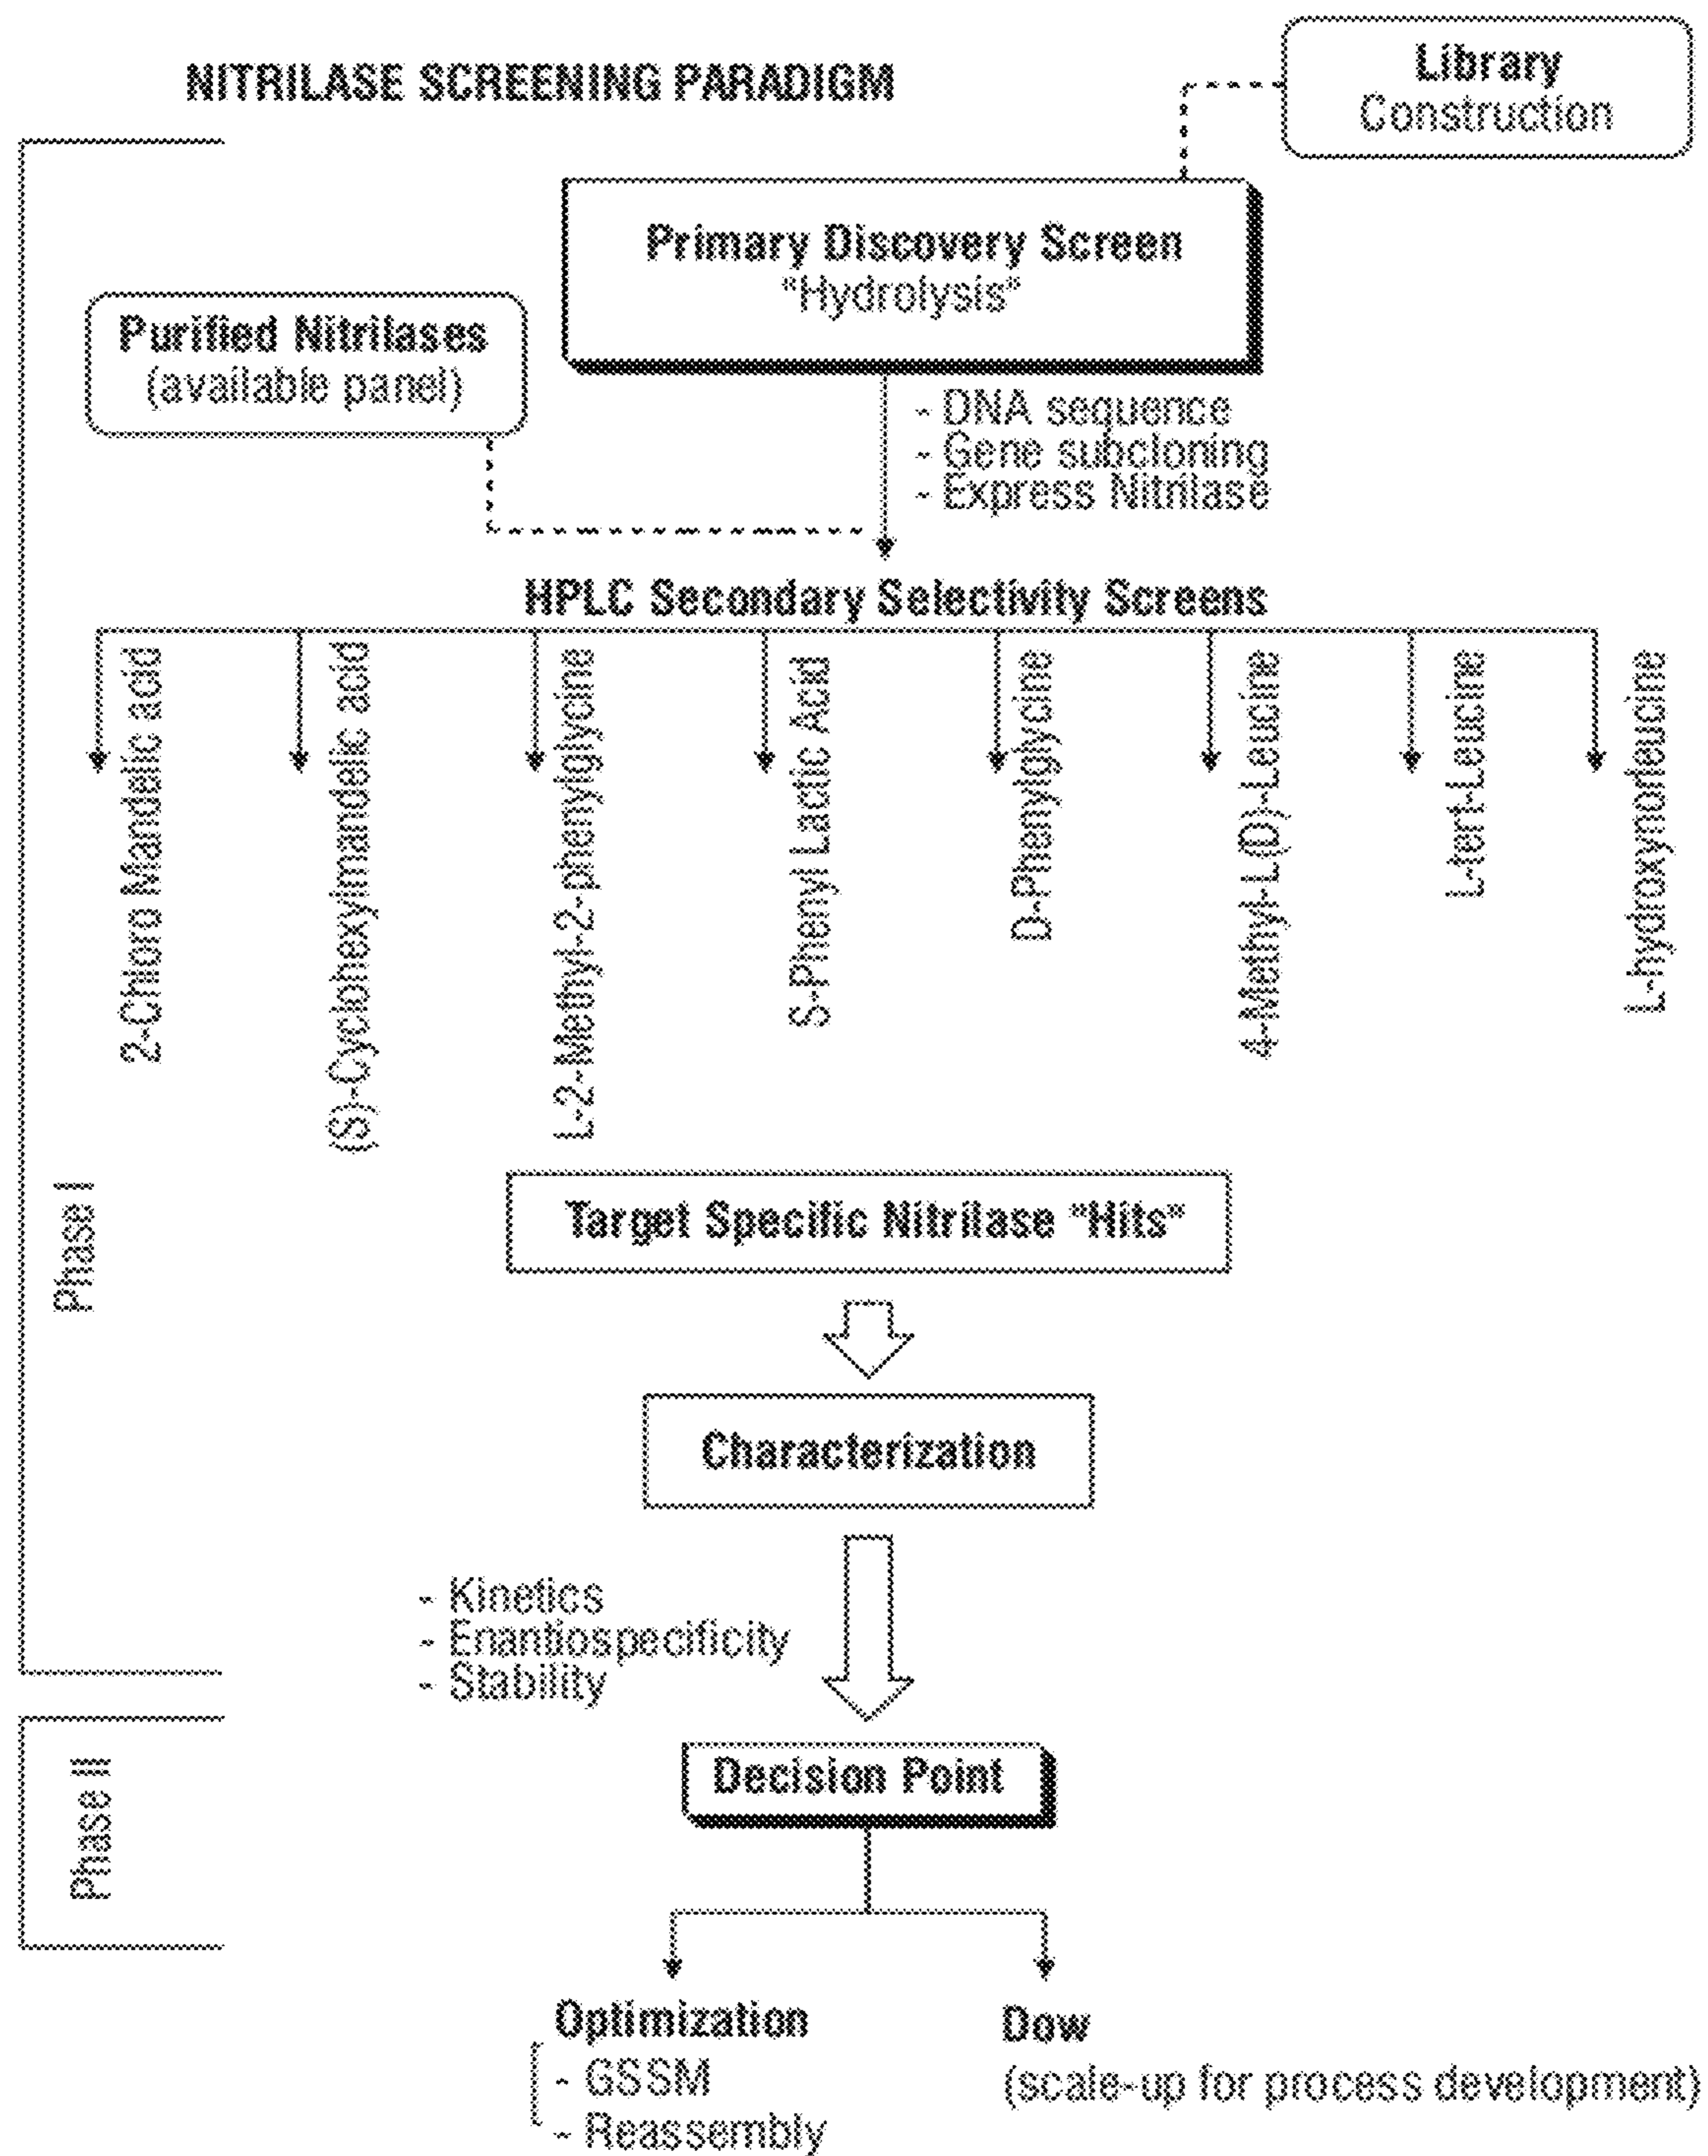 NITRILASE SCREENING PARADIGM
Library
Construction
Primary Discovery Screen
"Hydrolysis"
Purified Nitrilases
(available panel)
- DNA sequence
- Gene subcloning
- Express Nitrilase
HPLC Secondary Selectivity Screens
2-Chloro Mandelic acid
(S)-Cyclohexylmandelic acid
L-2-Methyl-2-phenylglycine
S-Phenyl Lactic Acid
D-Phenylglycine
4-Methyl-L(D)-Leucine
L-tert-Leucine
L-hydroxynorleucine
Phase I
Target Specific Nitrilase "Hits"
Characterization
- Kinetics
- Enantiospecificity
- Stability
Phase II
Decision Point
Optimization
- GSSM
- Reassembly
Dow
(scale-up for process development)